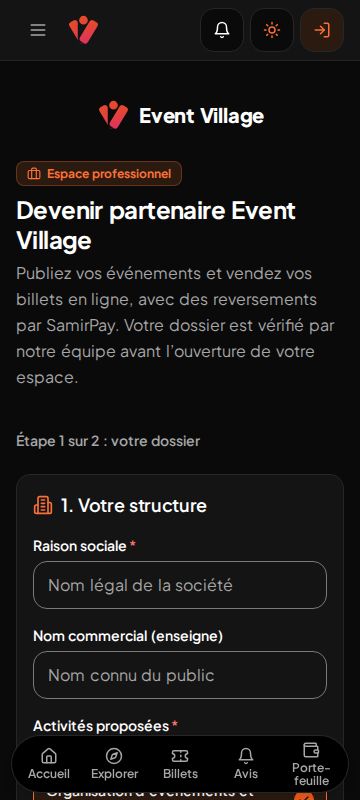 Event Village
Espace professionnel
Devenir partenaire Event
Village
Publiez vos événements et vendez vos
billets en ligne, avec des reversements
par SamirPay. Votre dossier est vérifié par
notre équipe avant l'ouverture de votre
espace.
Étape 1 sur 2 : votre dossier
1. Votre structure
Raison sociale *
Nom légal de la société
Nom commercial (enseigne)
Nom connu du public
Activités proposées *
Accueil
Explorer
Billets
Avis
Porte-
feuille